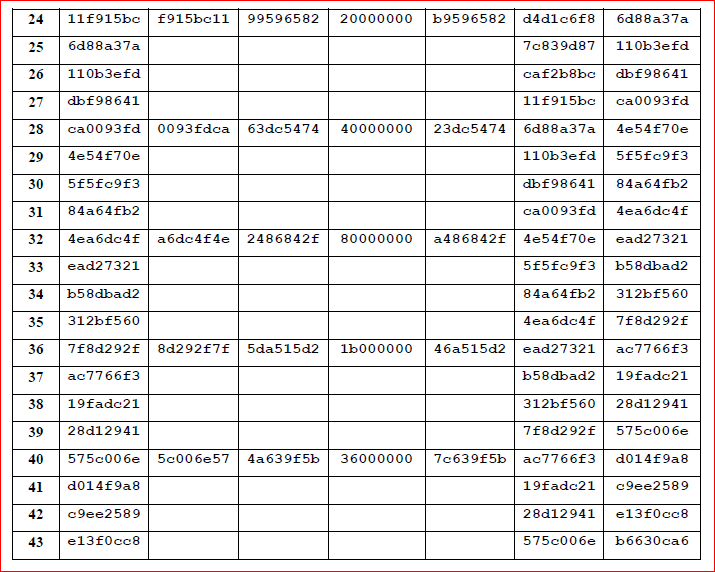 24 11f915bc f915bc11 99596582 20000000 b9596582 d4d1c6f8 6d88a37a
25 6d88a37a 7c839d87 110b3efd
26 110b3efd caf2b8bc dbf98641
27 dbf98641 11f915bc ca0093fd
28 ca0093fd 0093fdca 63dc5474 40000000 23dc5474 6d88a37a 4e54f70e
29 4e54f70e 110b3efd 5f5fc9f3
30 5f5fc9f3 dbf98641 84a64fb2
31 84a64fb2 ca0093fd 4ea6dc4f
32 4ea6dc4f a6dc4f4e 2486842f 80000000 a486842f 4e54f70e ead27321
33 ead27321 5f5fc9f3 b58dbad2
34 b58dbad2 84a64fb2 312bf560
35 312bf560 4ea6dc4f 7f8d292f
36 7f8d292f 8d292f7f 5da515d2 1b000000 46a515d2 ead27321 ac7766f3
37 ac7766f3 b58dbad2 19fadc21
38 19fadc21 312bf560 28d12941
39 28d12941 7f8d292f 575c006e
40 575c006e 5c006e57 4a639f5b 36000000 7c639f5b ac7766f3 d014f9a8
41 d014f9a8 19fadc21 c9ee2589
42 c9ee2589 28d12941 e13f0cc8
43 e13f0cc8 575c006e b6630ca6